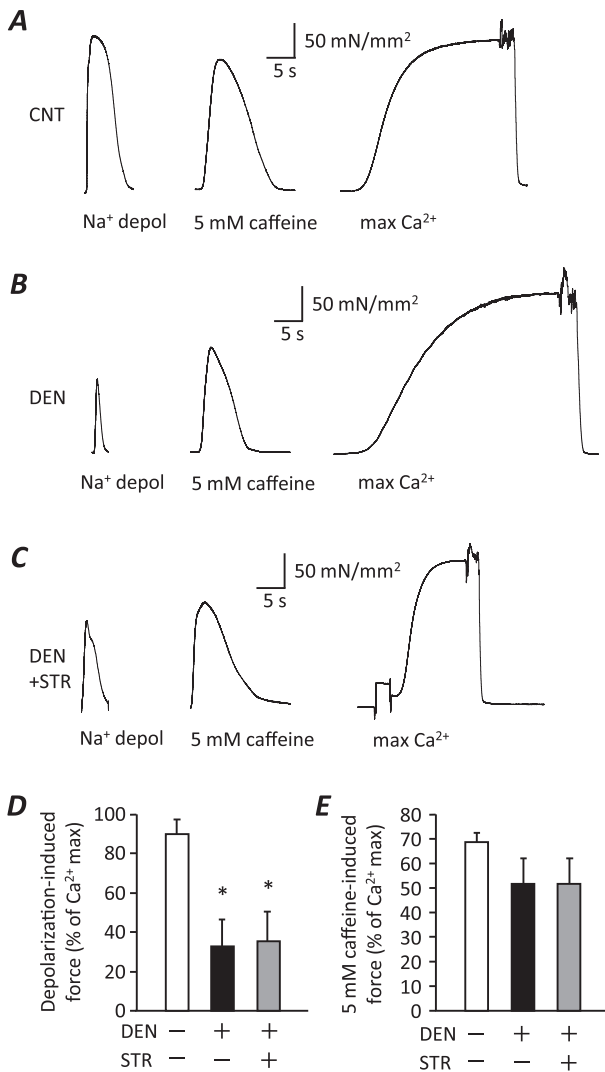 A
50 mN/mm²
5 s
CNT
Na⁺ depol 5 mM caffeine max Ca²⁺
B
50 mN/mm²
5 s
DEN
Na⁺ depol 5 mM caffeine max Ca²⁺
C
50 mN/mm²
5 s
DEN
+STR
Na⁺ depol 5 mM caffeine max Ca²⁺
D
Depolarization-induced
force (% of Ca²⁺ max)
100
80
60
40
20
0
* *
DEN − + +
STR − − +
E
5 mM caffeine-induced
force (% of Ca²⁺ max)
80
70
60
50
40
30
20
10
0
DEN − + +
STR − − +